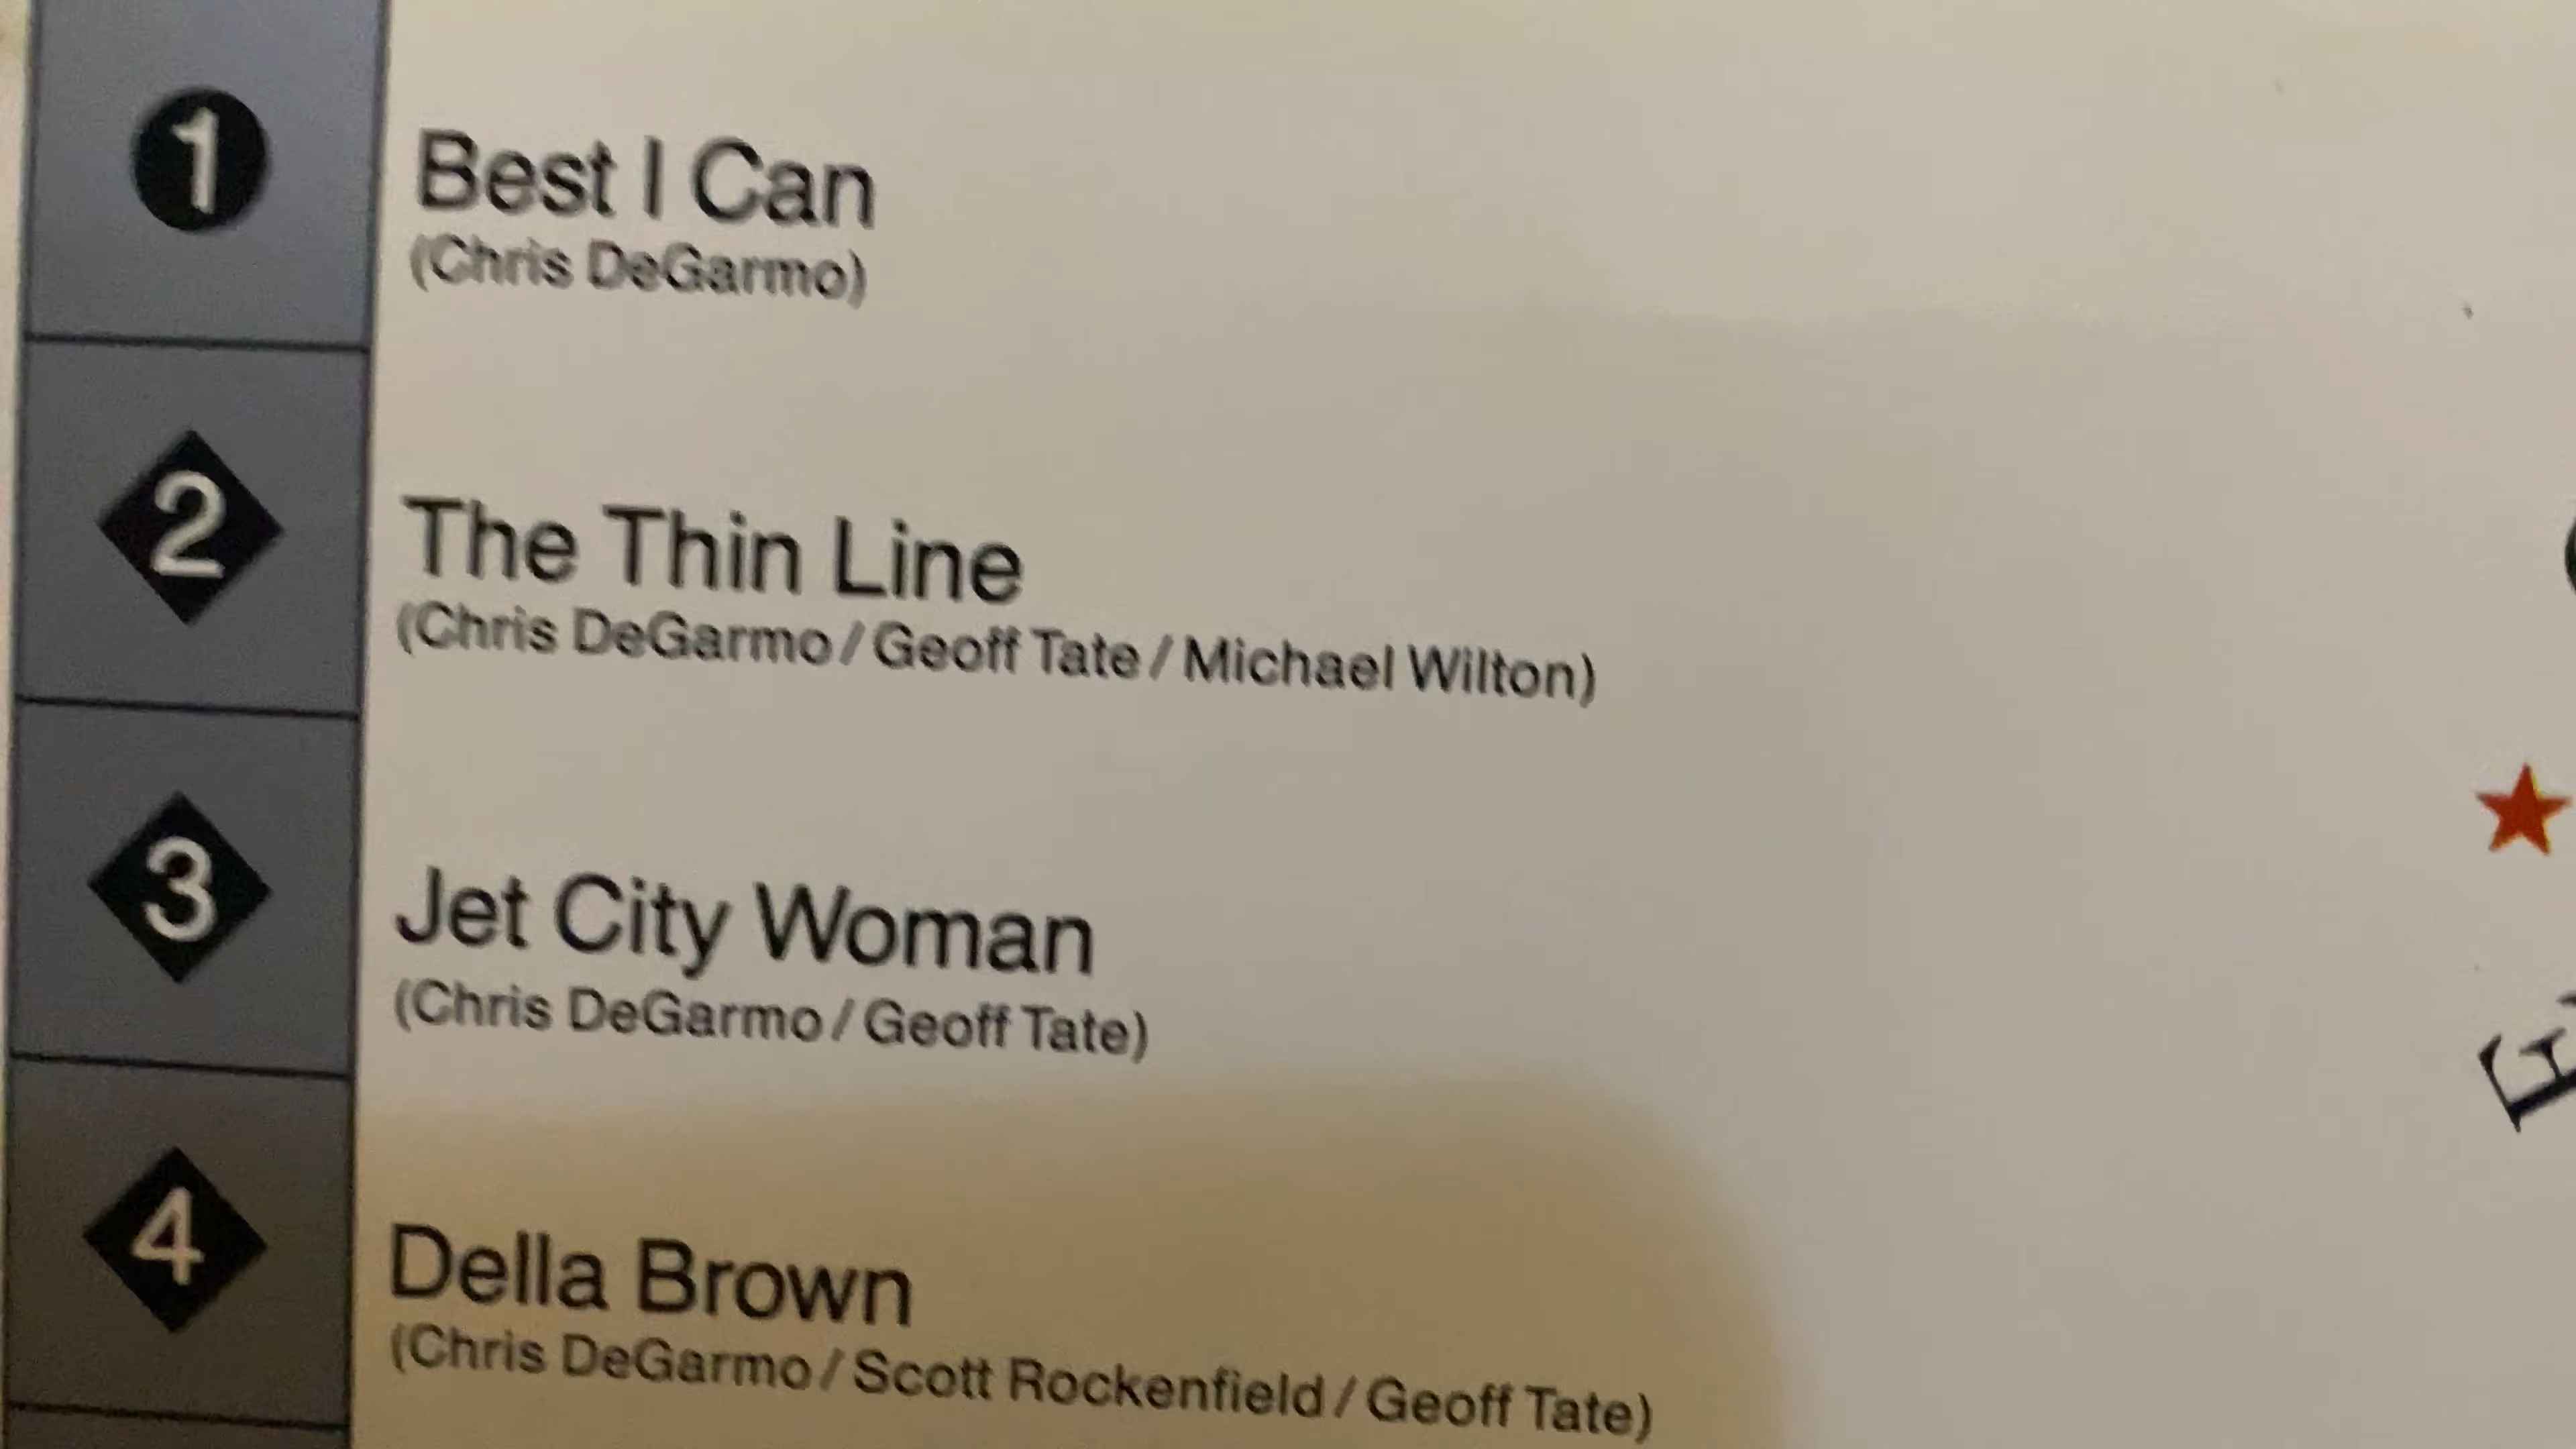 1
Best I Can
(Chris DeGarmo)
2
The Thin Line
(Chris DeGarmo / Geoff Tate / Michael Wilton)
3
Jet City Woman
(Chris DeGarmo / Geoff Tate)
4
Della Brown
(Chris DeGarmo / Scott Rockenfield / Geoff Tate)